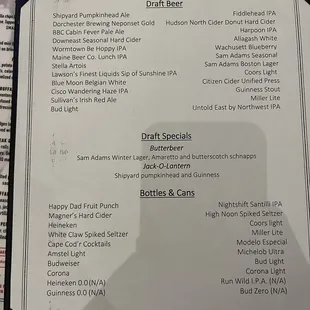 Draft Beer
Shipyard Pumpkinhead Ale
Dorchester Brewing Neponset Gold
BBC Cabin Fever Pale Ale
Downeast Seasonal Hard Cider
Wormtown Be Hoppy IPA
Maine Beer Co. Lunch IPA
Stella Artois
Lawson's Finest Liquids Sip of Sunshine IPA
Blue Moon Belgian White
Cisco Wandering Haze IPA
Sullivan's Irish Red Ale
Bud Light
Fiddlehead IPA
Hudson North Cider Donut Hard Cider
Harpoon IPA
Allagash White
Wachusett Blueberry
Sam Adams Seasonal
Sam Adams Boston Lager
Coors Light
Citizen Cider Unified Press
Guinness Stout
Miller Lite
Untold East by Northwest IPA
Draft Specials
Butterbeer
Sam Adams Winter Lager, Amaretto and butterscotch schnapps
Jack-O-Lantern
Shipyard pumpkinhead and Guinness
Bottles & Cans
Happy Dad Fruit Punch
Magner's Hard Cider
Heineken
White Claw Spiked Seltzer
Cape Cod'r Cocktails
Amstel Light
Budweiser
Corona
Heineken 0.0 (N/A)
Guinness 0.0 (N/A)
Nightshift Santilli IPA
High Noon Spiked Seltzer
Coors light
Miller Lite
Modelo Especial
Michelob Ultra
Bud Light
Corona Light
Run Wild I.P.A. (N/A)
Bud Zero (N/A)